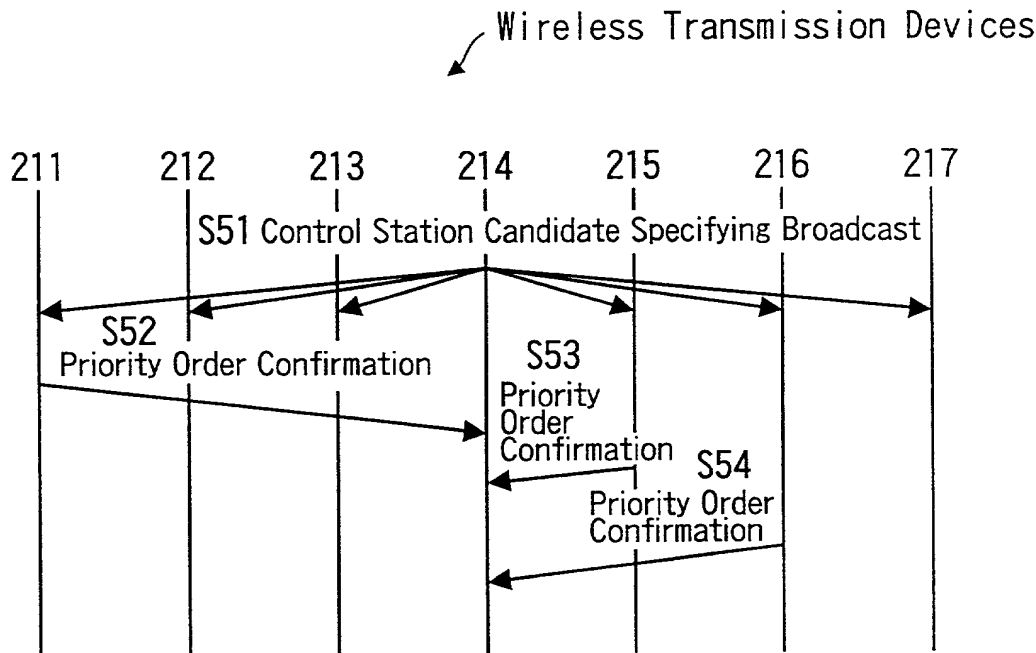 Wireless Transmission Devices
211 212 213 214 215 216 217
S51 Control Station Candidate Specifying Broadcast
S52
Priority Order Confirmation
S53
Priority
Order
Confirmation
S54
Priority Order
Confirmation